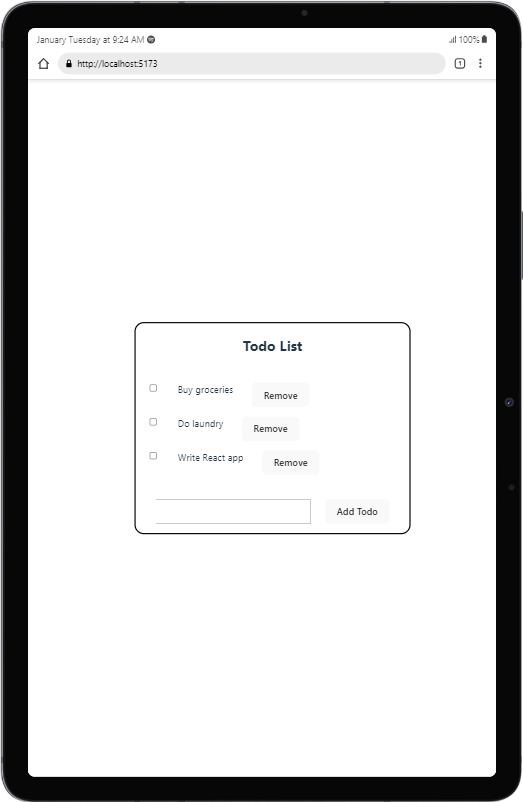 January Tuesday at 9:24 AM
100%
http://localhost:5173
1
Todo List
Buy groceries Remove
Do laundry Remove
Write React app Remove
Add Todo